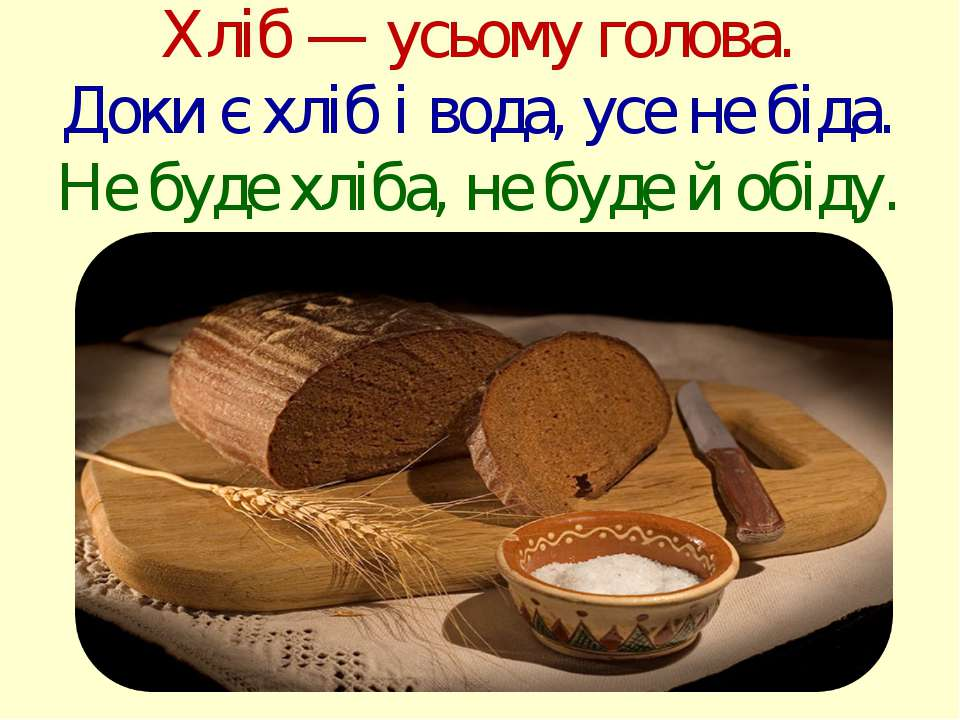 Хліб — усьому голова.
Доки є хліб і вода, усе не біда.
Не буде хліба, не буде й обіду.